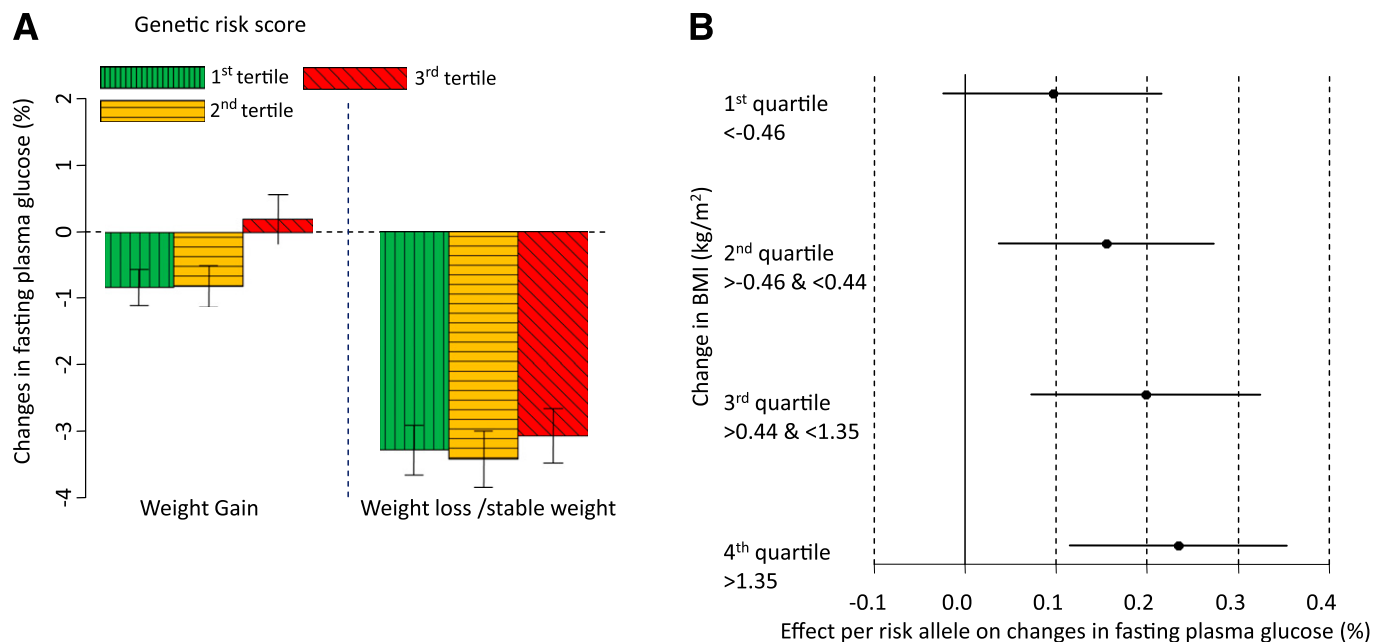 A
Genetic risk score
1st tertile
3rd tertile
2nd tertile
Changes in fasting plasma glucose (%)
2
1
0
-1
-2
-3
-4
Weight Gain
Weight loss /stable weight
B
Change in BMI (kg/m²)
1st quartile
<-0.46
2nd quartile
>-0.46 & <0.44
3rd quartile
>0.44 & <1.35
4th quartile
>1.35
-0.1 0.0 0.1 0.2 0.3 0.4
Effect per risk allele on changes in fasting plasma glucose (%)